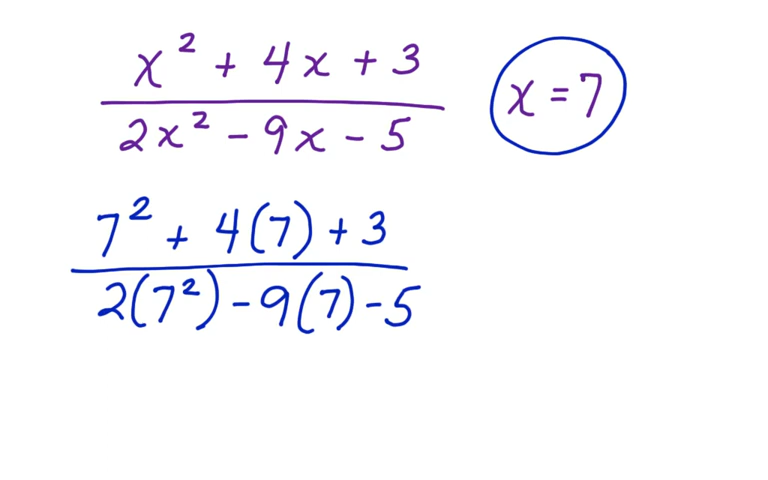 x² + 4x + 3
2x² - 9x - 5
x = 7
7² + 4(7) + 3
2(7²) - 9(7) - 5